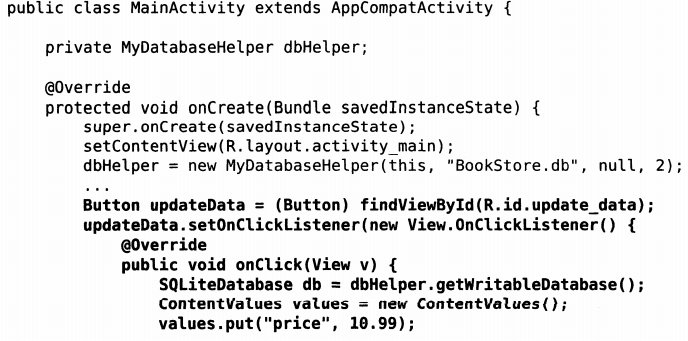 public class MainActivity extends AppCompatActivity {
private MyDatabaseHelper dbHelper;
@Override
protected void onCreate(Bundle savedInstanceState) {
super.onCreate(savedInstanceState);
setContentView(R.layout.activity_main);
dbHelper = new MyDatabaseHelper(this, "BookStore.db", null, 2);
...
Button updateData = (Button) findViewById(R.id.update_data);
updateData.setOnClickListener(new View.OnClickListener() {
@Override
public void onClick(View v) {
SQLiteDatabase db = dbHelper.getWritableDatabase();
ContentValues values = new ContentValues();
values.put("price", 10.99);